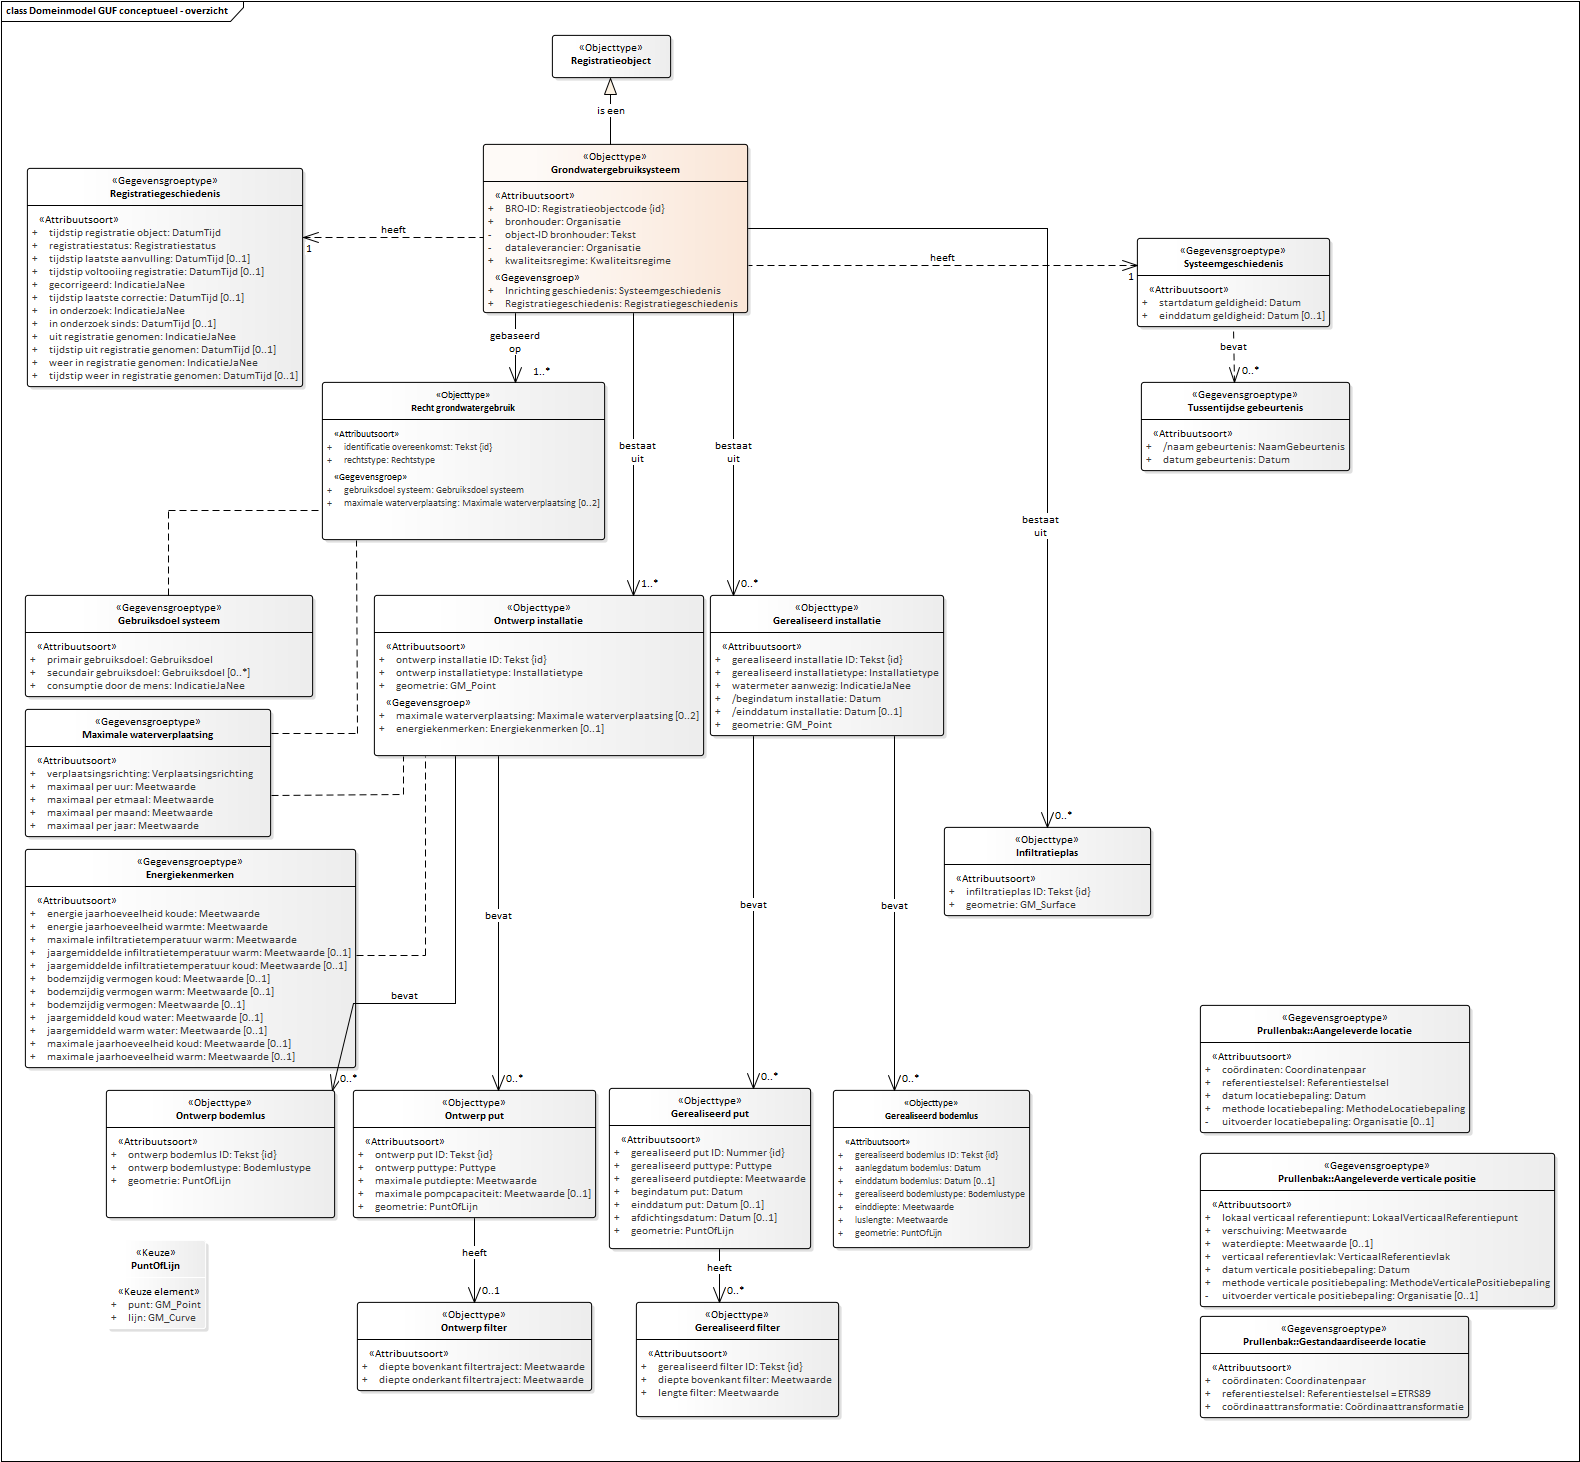 class Domeinmodel GUF conceptueel - overzicht
«Objecttype»
Registratieobject
is een
«Objecttype»
Grondwatergebruiksysteem
«Attribuutsoort»
+ BRO-ID: Registratieobjectcode {id}
+ bronhouder: Organisatie
- object-ID bronhouder: Tekst
- dataleverancier: Organisatie
+ kwaliteitsregime: Kwaliteitsregime
«Gegevensgroep»
+ Inrichting geschiedenis: Systeemgeschiedenis
+ Registratiegeschiedenis: Registratiegeschiedenis
«Gegevensgroeptype»
Registratiegeschiedenis
«Attribuutsoort»
+ tijdstip registratie object: DatumTijd
+ registratiestatus: Registratiestatus
+ tijdstip laatste aanvulling: DatumTijd [0..1]
+ tijdstip voltooiing registratie: DatumTijd [0..1]
+ gecorrigeerd: IndicatieJaNee
+ tijdstip laatste correctie: DatumTijd [0..1]
+ in onderzoek: IndicatieJaNee
+ in onderzoek sinds: DatumTijd [0..1]
+ uit registratie genomen: IndicatieJaNee
+ tijdstip uit registratie genomen: DatumTijd [0..1]
+ weer in registratie genomen: IndicatieJaNee
+ tijdstip weer in registratie genomen: DatumTijd [0..1]
heeft
1
heeft
1
«Gegevensgroeptype»
Systeemgeschiedenis
«Attribuutsoort»
+ startdatum geldigheid: Datum
+ einddatum geldigheid: Datum [0..1]
bevat
0..*
«Gegevensgroeptype»
Tussentijdse gebeurtenis
«Attribuutsoort»
+ /naam gebeurtenis: NaamGebeurtenis
+ datum gebeurtenis: Datum
gebaseerd
op
1..*
«Objecttype»
Recht grondwatergebruik
«Attribuutsoort»
+ identificatie overeenkomst: Tekst {id}
+ rechtstype: Rechtstype
«Gegevensgroep»
+ gebruiksdoel systeem: Gebruiksdoel systeem
+ maximale waterverplaatsing: Maximale waterverplaatsing [0..2]
bestaat
uit
1..*
bestaat
uit
0..*
bestaat
uit
0..*
«Gegevensgroeptype»
Gebruiksdoel systeem
«Attribuutsoort»
+ primair gebruiksdoel: Gebruiksdoel
+ secundair gebruiksdoel: Gebruiksdoel [0..*]
+ consumptie door de mens: IndicatieJaNee
«Objecttype»
Ontwerp installatie
«Attribuutsoort»
+ ontwerp installatie ID: Tekst {id}
+ ontwerp installatietype: Installatietype
+ geometrie: GM_Point
«Gegevensgroep»
+ maximale waterverplaatsing: Maximale waterverplaatsing [0..2]
+ energiekenmerken: Energiekenmerken [0..1]
«Objecttype»
Gerealiseerd installatie
«Attribuutsoort»
+ gerealiseerd installatie ID: Tekst {id}
+ gerealiseerd installatietype: Installatietype
+ watermeter aanwezig: IndicatieJaNee
+ /begindatum installatie: Datum
+ /einddatum installatie: Datum [0..1]
+ geometrie: GM_Point
«Gegevensgroeptype»
Maximale waterverplaatsing
«Attribuutsoort»
+ verplaatsingsrichting: Verplaatsingsrichting
+ maximaal per uur: Meetwaarde
+ maximaal per etmaal: Meetwaarde
+ maximaal per maand: Meetwaarde
+ maximaal per jaar: Meetwaarde
«Objecttype»
Infiltratieplas
«Attribuutsoort»
+ infiltratieplas ID: Tekst {id}
+ geometrie: GM_Surface
«Gegevensgroeptype»
Energiekenmerken
«Attribuutsoort»
+ energie jaarhoeveelheid koude: Meetwaarde
+ energie jaarhoeveelheid warmte: Meetwaarde
+ maximale infiltratietemperatuur warm: Meetwaarde
+ jaargemiddelde infiltratietemperatuur warm: Meetwaarde [0..1]
+ jaargemiddelde infiltratietemperatuur koud: Meetwaarde [0..1]
+ bodemzijdig vermogen koud: Meetwaarde [0..1]
+ bodemzijdig vermogen warm: Meetwaarde [0..1]
+ bodemzijdig vermogen: Meetwaarde [0..1]
+ jaargemiddeld koud water: Meetwaarde [0..1]
+ jaargemiddeld warm water: Meetwaarde [0..1]
+ maximale jaarhoeveelheid koud: Meetwaarde [0..1]
+ maximale jaarhoeveelheid warm: Meetwaarde [0..1]
bevat
0..*
bevat
0..*
bevat
0..*
bevat
0..*
«Objecttype»
Ontwerp bodemlus
«Attribuutsoort»
+ ontwerp bodemlus ID: Tekst {id}
+ ontwerp bodemlustype: Bodemlustype
+ geometrie: PuntOfLijn
«Objecttype»
Ontwerp put
«Attribuutsoort»
+ ontwerp put ID: Tekst {id}
+ ontwerp puttype: Puttype
+ maximale putdiepte: Meetwaarde
+ maximale pompcapaciteit: Meetwaarde [0..1]
+ geometrie: PuntOfLijn
«Objecttype»
Gerealiseerd put
«Attribuutsoort»
+ gerealiseerd put ID: Nummer {id}
+ gerealiseerd puttype: Puttype
+ gerealiseerd putdiepte: Meetwaarde
+ begindatum put: Datum
+ einddatum put: Datum [0..1]
+ afdichtingsdatum: Datum [0..1]
+ geometrie: PuntOfLijn
«Objecttype»
Gerealiseerd bodemlus
«Attribuutsoort»
+ gerealiseerd bodemlus ID: Tekst {id}
+ aanlegdatum bodemlus: Datum
+ einddatum bodemlus: Datum [0..1]
+ gerealiseerd bodemlustype: Bodemlustype
+ einddiepte: Meetwaarde
+ luslengte: Meetwaarde
+ geometrie: PuntOfLijn
«Keuze»
PuntOfLijn
«Keuze element»
+ punt: GM_Point
+ lijn: GM_Curve
heeft
0..1
«Objecttype»
Ontwerp filter
«Attribuutsoort»
+ diepte bovenkant filtertraject: Meetwaarde
+ diepte onderkant filtertraject: Meetwaarde
heeft
0..*
«Objecttype»
Gerealiseerd filter
«Attribuutsoort»
+ gerealiseerd filter ID: Tekst {id}
+ diepte bovenkant filter: Meetwaarde
+ lengte filter: Meetwaarde
«Gegevensgroeptype»
Prullenbak::Aangeleverde locatie
«Attribuutsoort»
+ coördinaten: Coordinatenpaar
+ referentiestelsel: Referentiestelsel
+ datum locatiebepaling: Datum
+ methode locatiebepaling: MethodeLocatiebepaling
- uitvoerder locatiebepaling: Organisatie [0..1]
«Gegevensgroeptype»
Prullenbak::Aangeleverde verticale positie
«Attribuutsoort»
+ lokaal verticaal referentiepunt: LokaalVerticaalReferentiepunt
+ verschuiving: Meetwaarde
+ waterdiepte: Meetwaarde [0..1]
+ verticaal referentievlak: VerticaalReferentievlak
+ datum verticale positiebepaling: Datum
+ methode verticale positiebepaling: MethodeVerticalePositiebepaling
- uitvoerder verticale positiebepaling: Organisatie [0..1]
«Gegevensgroeptype»
Prullenbak::Gestandaardiseerde locatie
«Attribuutsoort»
+ coördinaten: Coordinatenpaar
+ referentiestelsel: Referentiestelsel = ETRS89
+ coördinaattransformatie: Coördinaattransformatie